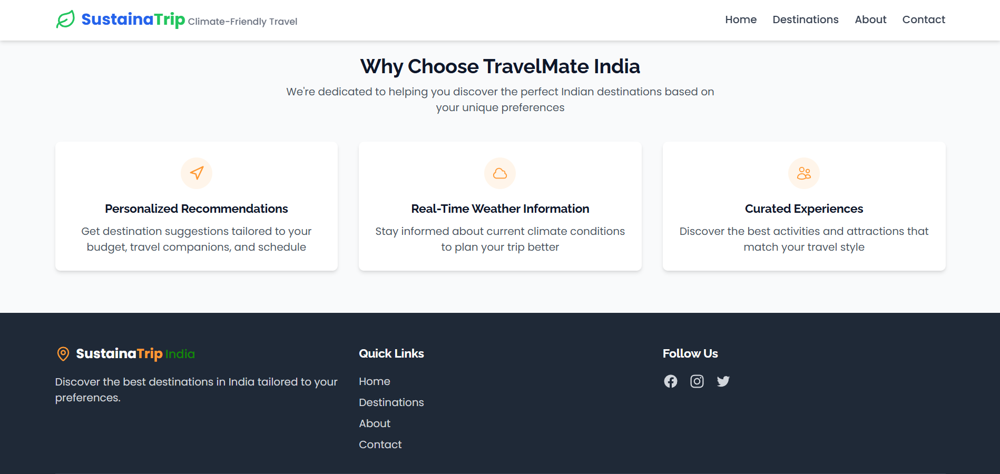 SustainaTrip Climate-Friendly Travel
Home Destinations About Contact
Why Choose TravelMate India
We're dedicated to helping you discover the perfect Indian destinations based on
your unique preferences
Personalized Recommendations
Get destination suggestions tailored to your
budget, travel companions, and schedule
Real-Time Weather Information
Stay informed about current climate conditions
to plan your trip better
Curated Experiences
Discover the best activities and attractions that
match your travel style
SustainaTrip India
Discover the best destinations in India tailored to your
preferences.
Quick Links
Home
Destinations
About
Contact
Follow Us